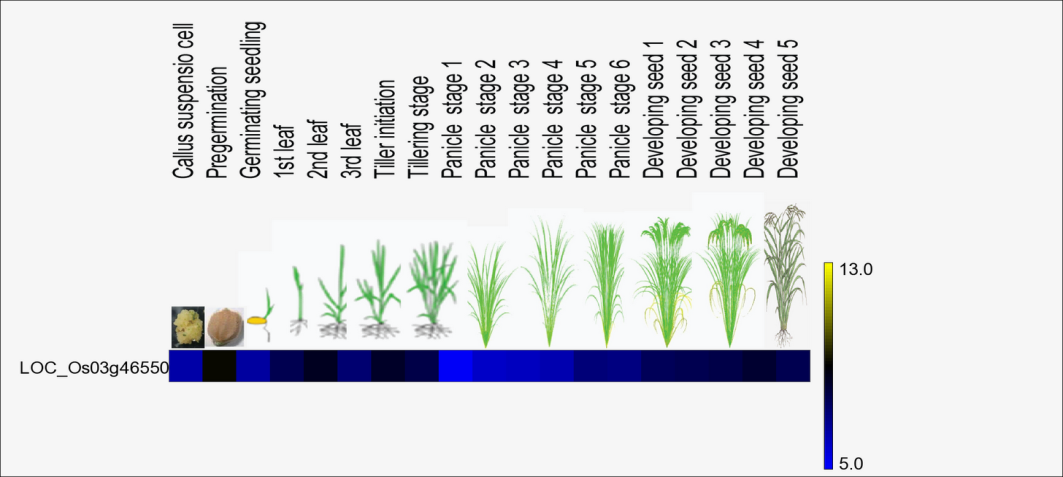 Callus suspensio cell
Pregermination
Germinating seedling
1st leaf
2nd leaf
3rd leaf
Tiller initiation
Tillering stage
Panicle stage 1
Panicle stage 2
Panicle stage 3
Panicle stage 4
Panicle stage 5
Panicle stage 6
Developing seed 1
Developing seed 2
Developing seed 3
Developing seed 4
Developing seed 5
13.0
LOC_Os03g46550
5.0